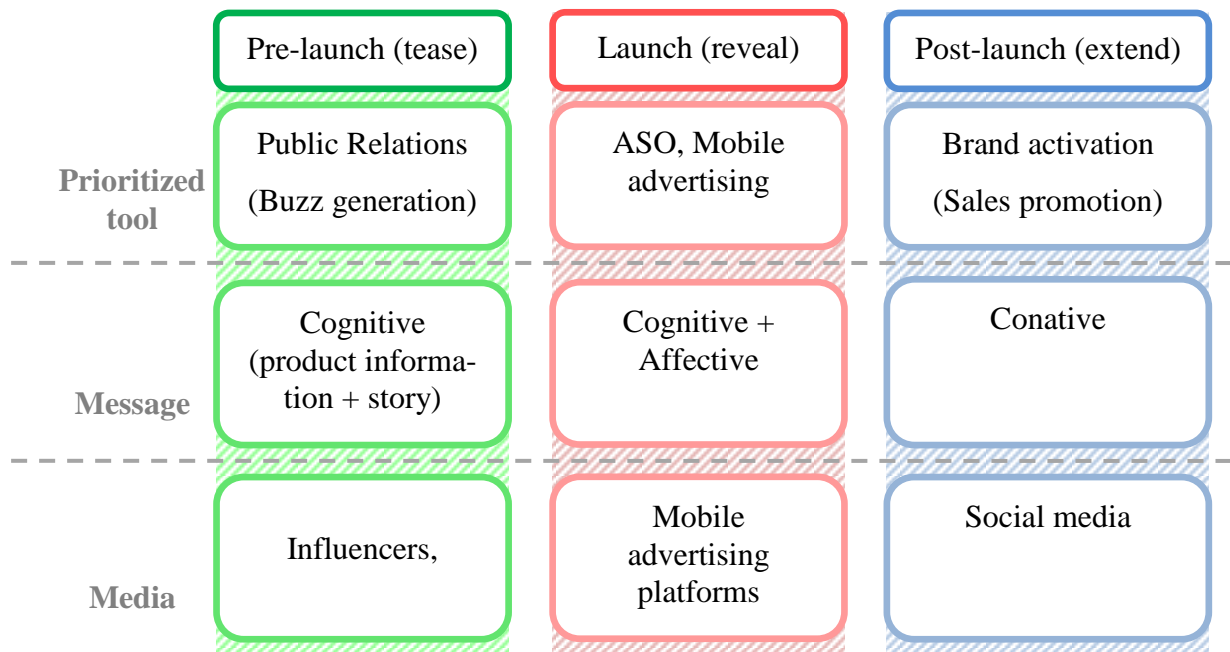 Pre-launch (tease)
Launch (reveal)
Post-launch (extend)
Prioritized
tool
Public Relations
(Buzz generation)
ASO, Mobile
advertising
Brand activation
(Sales promotion)
Message
Cognitive
(product informa-
tion + story)
Cognitive +
Affective
Conative
Media
Influencers,
Mobile
advertising
platforms
Social media